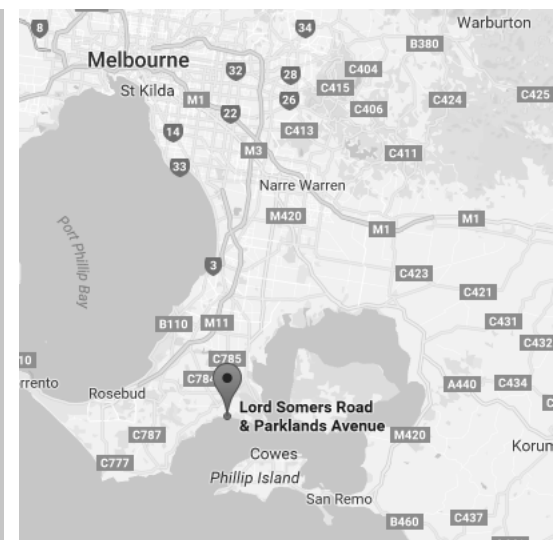 8
34
Warburton
B380
Melbourne
32
28
C404
C415
St Kilda
M1
26
C406
C424
C425
22
14
C413
M3
C411
33
Narre Warren
M420
M1
M1
Port Phillip Bay
3
C423
C421
B110
M11
C431
C432
10
C785
C784
rrento
Rosebud
A440
C434
C
Lord Somers Road
& Parklands Avenue
C787
M420
Korum
C777
Cowes
Phillip Island
San Remo
B460
C437